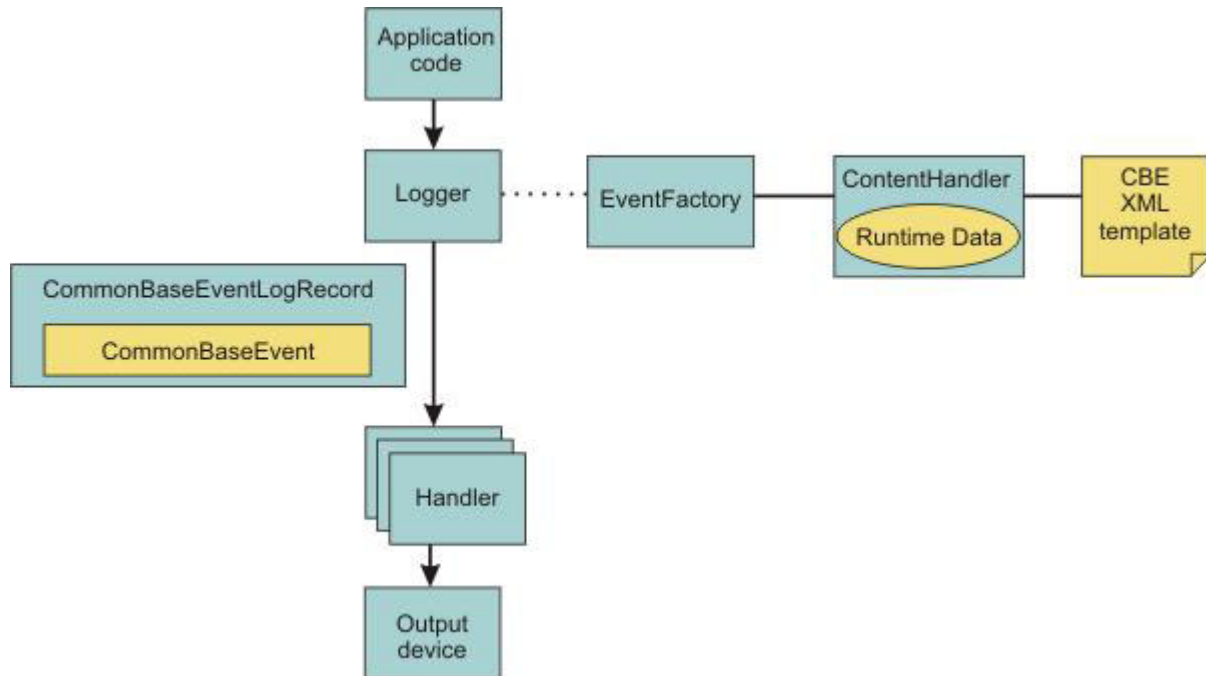 Application
code
Logger
EventFactory
ContentHandler
Runtime Data
CBE
XML
template
CommonBaseEventLogRecord
CommonBaseEvent
Handler
Output
device